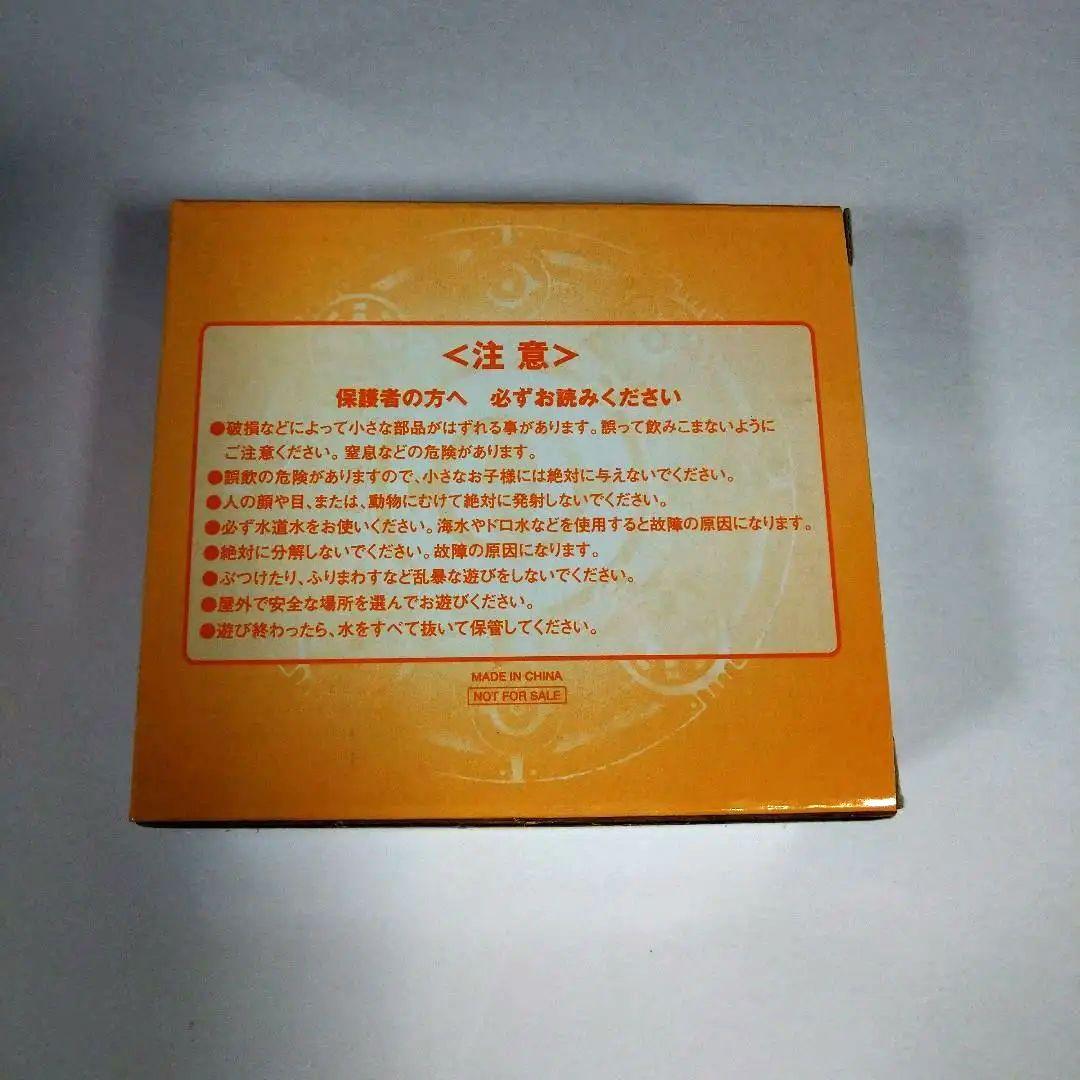 ＜注 意＞
保護者の方へ　必ずお読みください
●破損などによって小さな部品がはずれる事があります。誤って飲みこまないように
ご注意ください。窒息などの危険があります。
●誤飲の危険がありますので、小さなお子様には絶対に与えないでください。
●人の顔や目、または、動物にむけて絶対に発射しないでください。
●必ず水道水をお使いください。海水やドロ水などを使用すると故障の原因になります。
●絶対に分解しないでください。故障の原因になります。
●ぶつけたり、ふりまわすなど乱暴な遊びをしないでください。
●屋外で安全な場所を選んでお遊びください。
●遊び終わったら、水をすべて抜いて保管してください。
MADE IN CHINA
NOT FOR SALE